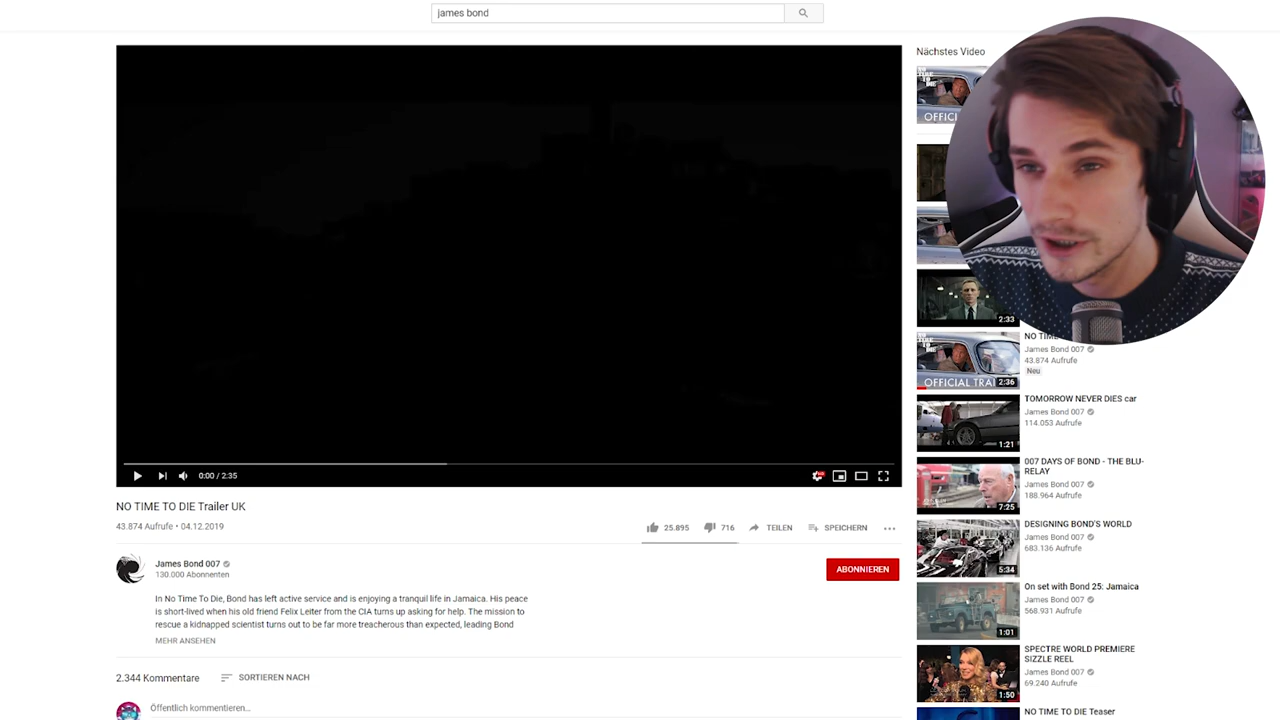 james bond
Nächstes Video
NO TIME TO DIE
OFFICI
2:33
NO TIME TO DIE
NO TIM
James Bond 007
43.874 Aufrufe
Neu
OFFICIAL TRAI
2:36
TOMORROW NEVER DIES car
James Bond 007
114.053 Aufrufe
1:21
007 DAYS OF BOND - THE BLU-
RELAY
James Bond 007
188.964 Aufrufe
7:25
0:00 / 2:35
NO TIME TO DIE Trailer UK
43.874 Aufrufe • 04.12.2019
25.895
716
TEILEN
SPEICHERN
DESIGNING BOND'S WORLD
James Bond 007
683.136 Aufrufe
5:34
James Bond 007
130.000 Abonnenten
ABONNIEREN
In No Time To Die, Bond has left active service and is enjoying a tranquil life in Jamaica. His peace
is short-lived when his old friend Felix Leiter from the CIA turns up asking for help. The mission to
rescue a kidnapped scientist turns out to be far more treacherous than expected, leading Bond
MEHR ANSEHEN
On set with Bond 25: Jamaica
James Bond 007
568.931 Aufrufe
1:01
SPECTRE WORLD PREMIERE
SIZZLE REEL
James Bond 007
69.240 Aufrufe
1:50
2.344 Kommentare
SORTIEREN NACH
Öffentlich kommentieren...
NO TIME TO DIE Teaser